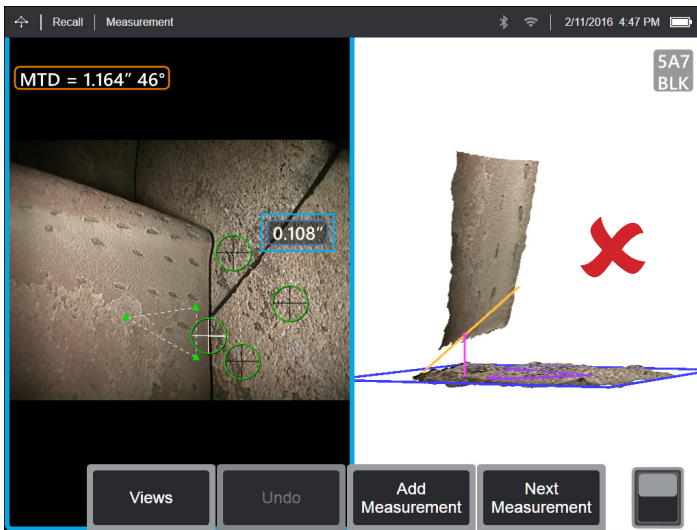 Recall
Measurement
2/11/2016 4:47 PM
MTD = 1.164" 46°
5A7
BLK
0.108"
Views
Undo
Add
Measurement
Next
Measurement